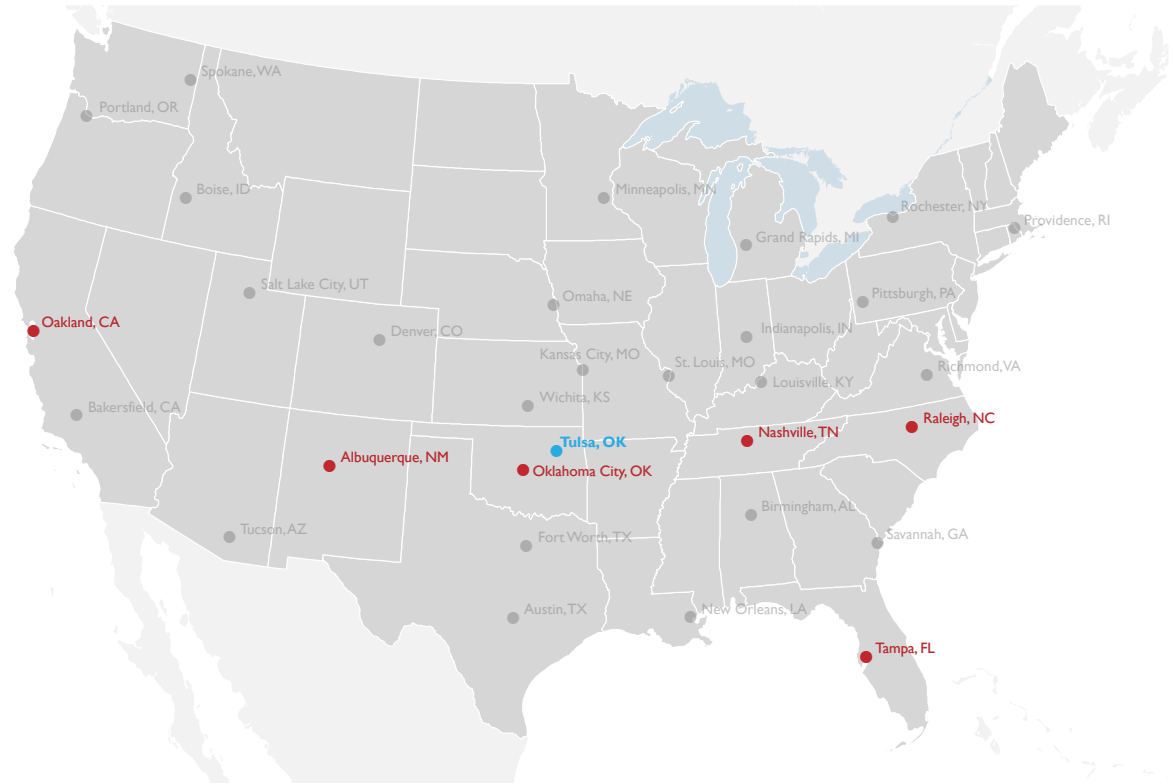 Spokane, WA
Portland, OR
Boise, ID
Minneapolis, MN
Rochester, NY
Providence, RI
Grand Rapids, MI
Salt Lake City, UT
Omaha, NE
Pittsburgh, PA
Oakland, CA
Denver, CO
Indianapolis, IN
Kansas City, MO
St. Louis, MO
Richmond, VA
Louisville, KY
Wichita, KS
Bakersfield, CA
Raleigh, NC
Nashville, TN
Tulsa, OK
Albuquerque, NM
Oklahoma City, OK
Birmingham, AL
Tucson, AZ
Savannah, GA
Fort Worth, TX
Austin, TX
New Orleans, LA
Tampa, FL